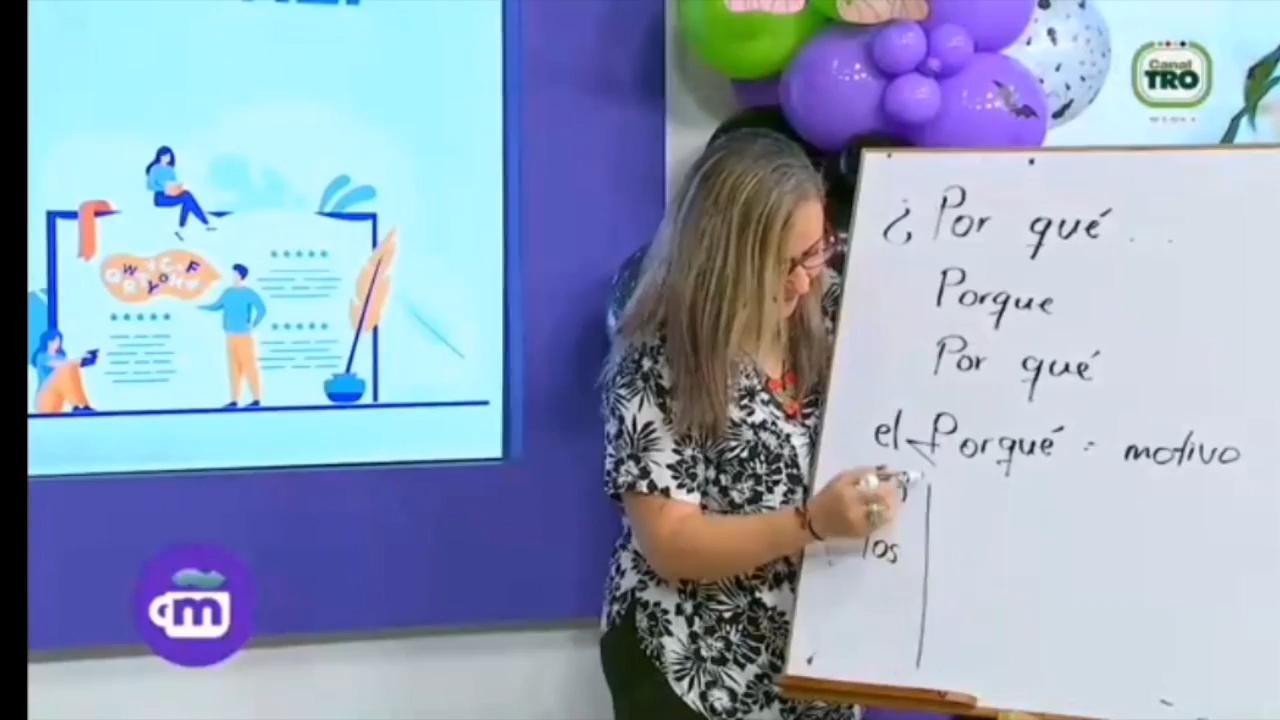 Canal
TRO
¿Por qué...
Porque
Por qué
el Porqué = motivo
los
m